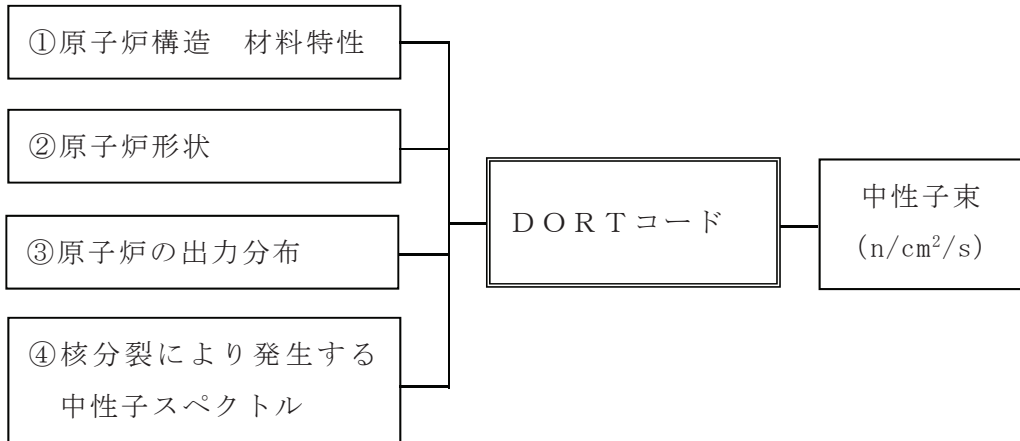 ①原子炉構造　材料特性
②原子炉形状
③原子炉の出力分布
④核分裂により発生する
中性子スペクトル
ＤＯＲＴコード
中性子束
(n/cm²/s)